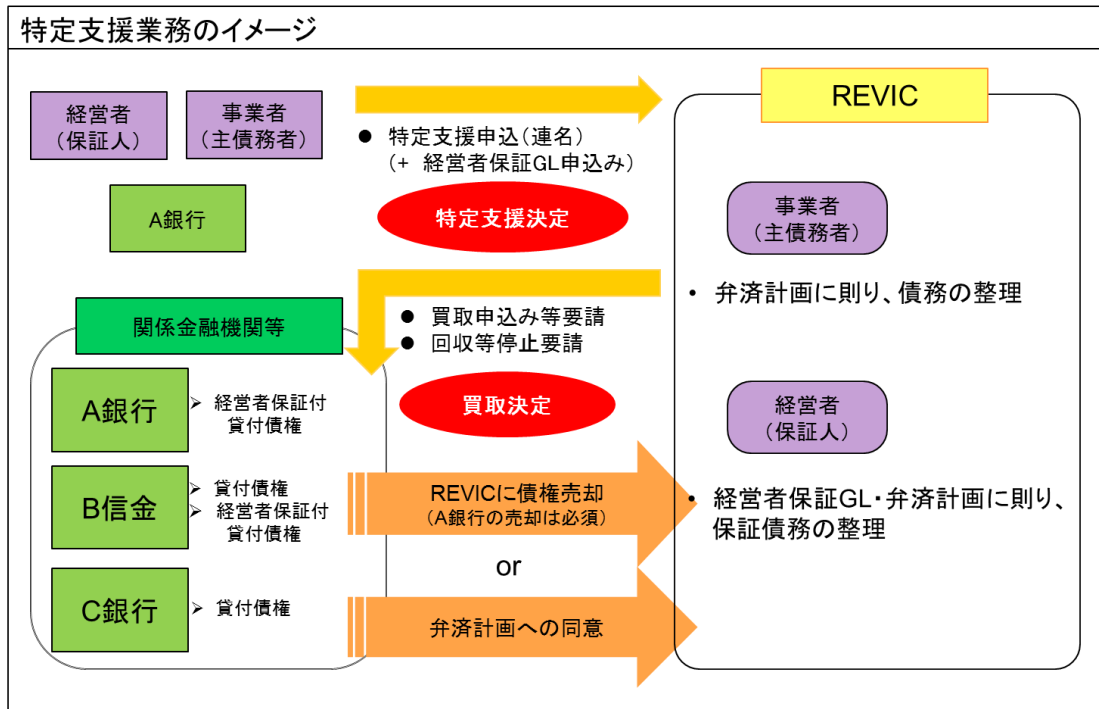 特定支援業務のイメージ
経営者
（保証人）
事業者
（主債務者）
A銀行
● 特定支援申込（連名）
（+ 経営者保証GL申込み）
特定支援決定
REVIC
事業者
（主債務者）
• 弁済計画に則り、債務の整理
関係金融機関等
● 買取申込み等要請
● 回収等停止要請
買取決定
経営者
（保証人）
A銀行
➢ 経営者保証付
貸付債権
B信金
➢ 貸付債権
➢ 経営者保証付
貸付債権
REVICに債権売却
（A銀行の売却は必須）
• 経営者保証GL・弁済計画に則り、
保証債務の整理
or
C銀行
➢ 貸付債権
弁済計画への同意